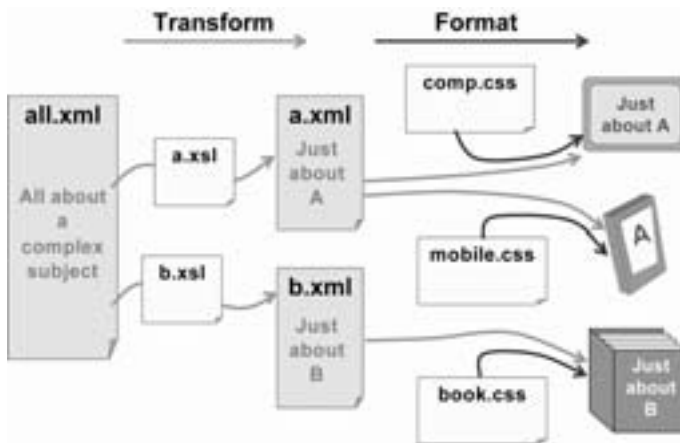 Transform
Format
all.xml
All about
a
complex
subject
a.xsl
b.xsl
a.xml
Just
about
A
b.xml
Just
about
B
comp.css
Just
about A
mobile.css
A
book.css
Just
about
B